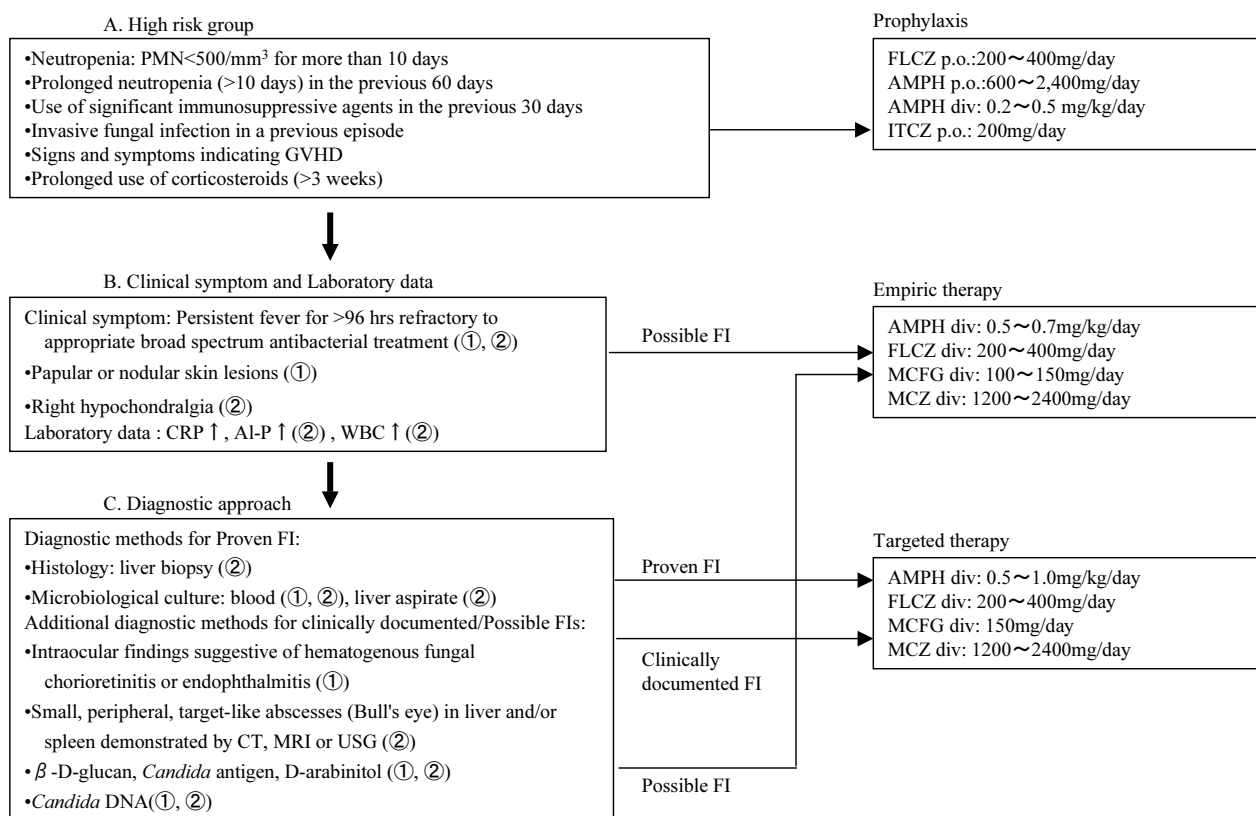 A. High risk group
•Neutropenia: PMN<500/mm³ for more than 10 days
•Prolonged neutropenia (>10 days) in the previous 60 days
•Use of significant immunosuppressive agents in the previous 30 days
•Invasive fungal infection in a previous episode
•Signs and symptoms indicating GVHD
•Prolonged use of corticosteroids (>3 weeks)
Prophylaxis
FLCZ p.o.:200～400mg/day
AMPH p.o.:600～2,400mg/day
AMPH div: 0.2～0.5 mg/kg/day
ITCZ p.o.: 200mg/day
B. Clinical symptom and Laboratory data
Clinical symptom: Persistent fever for >96 hrs refractory to
appropriate broad spectrum antibacterial treatment (①, ②)
•Papular or nodular skin lesions (①)
•Right hypochondralgia (②)
Laboratory data : CRP↑, Al-P↑(②) , WBC↑(②)
Possible FI
Empiric therapy
AMPH div: 0.5～0.7mg/kg/day
FLCZ div: 200～400mg/day
MCFG div: 100～150mg/day
MCZ div: 1200～2400mg/day
C. Diagnostic approach
Diagnostic methods for Proven FI:
•Histology: liver biopsy (②)
•Microbiological culture: blood (①, ②), liver aspirate (②)
Additional diagnostic methods for clinically documented/Possible FIs:
•Intraocular findings suggestive of hematogenous fungal
chorioretinitis or endophthalmitis (①)
•Small, peripheral, target-like abscesses (Bull's eye) in liver and/or
spleen demonstrated by CT, MRI or USG (②)
•β-D-glucan, Candida antigen, D-arabinitol (①, ②)
•Candida DNA(①, ②)
Proven FI
Clinically
documented FI
Possible FI
Targeted therapy
AMPH div: 0.5～1.0mg/kg/day
FLCZ div: 200～400mg/day
MCFG div: 150mg/day
MCZ div: 1200～2400mg/day